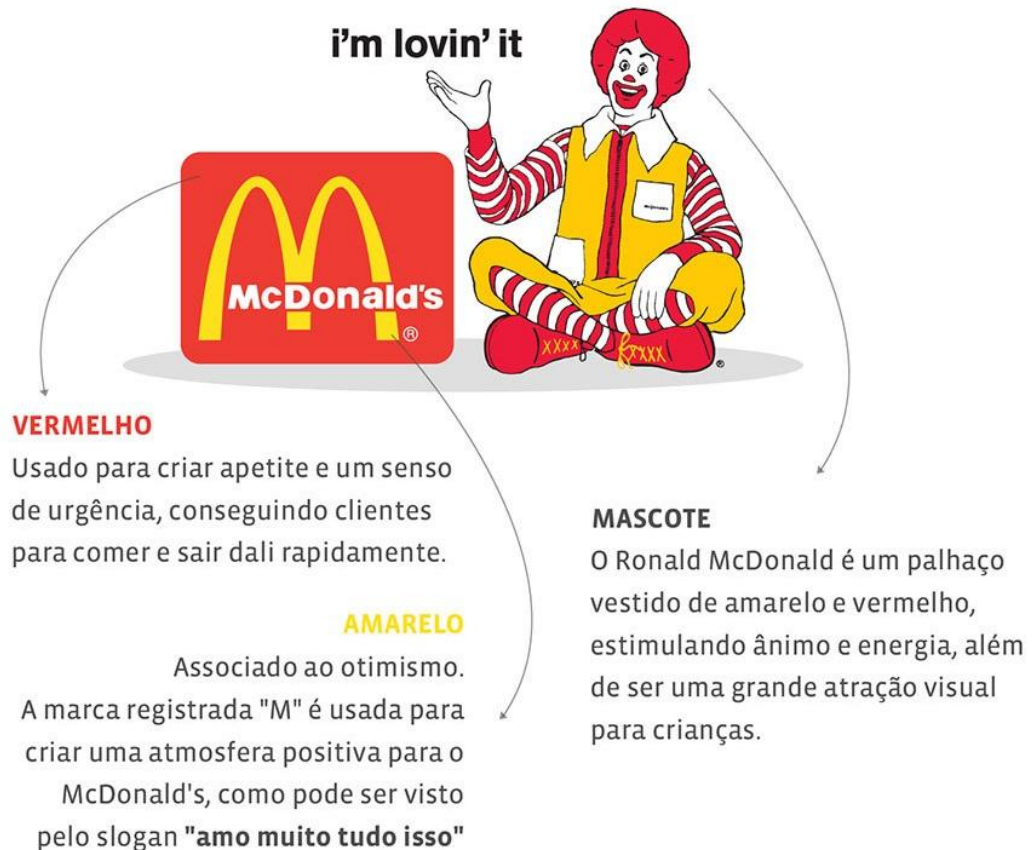 i'm lovin' it
McDonald's
®
®
VERMELHO
Usado para criar apetite e um senso
de urgência, conseguindo clientes
para comer e sair dali rapidamente.
AMARELO
Associado ao otimismo.
A marca registrada "M" é usada para
criar uma atmosfera positiva para o
McDonald's, como pode ser visto
pelo slogan "amo muito tudo isso"
MASCOTE
O Ronald McDonald é um palhaço
vestido de amarelo e vermelho,
estimulando ânimo e energia, além
de ser uma grande atração visual
para crianças.